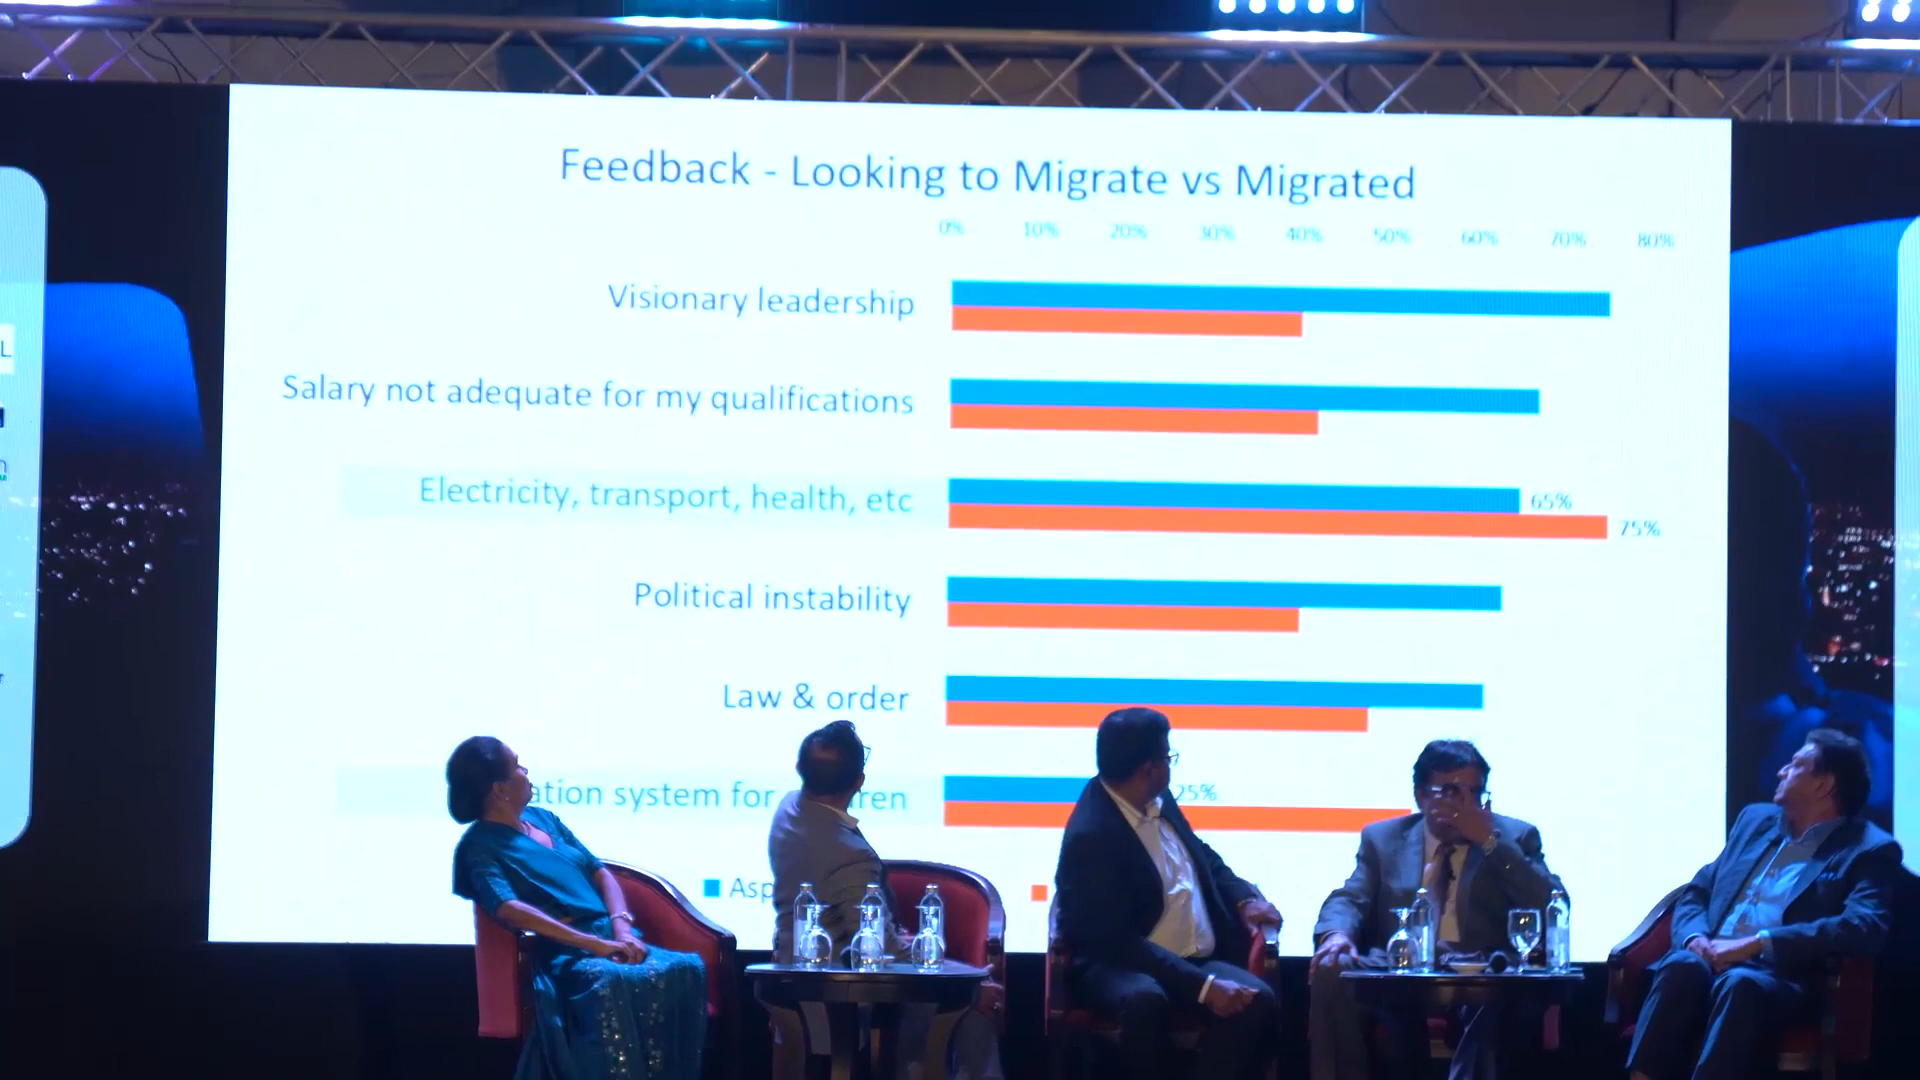 Feedback - Looking to Migrate vs Migrated
0% 10% 20% 30% 40% 50% 60% 70% 80%
Visionary leadership
Salary not adequate for my qualifications
Electricity, transport, health, etc
65%
75%
Political instability
Law & order
ation system for ren
25%
Asp
L